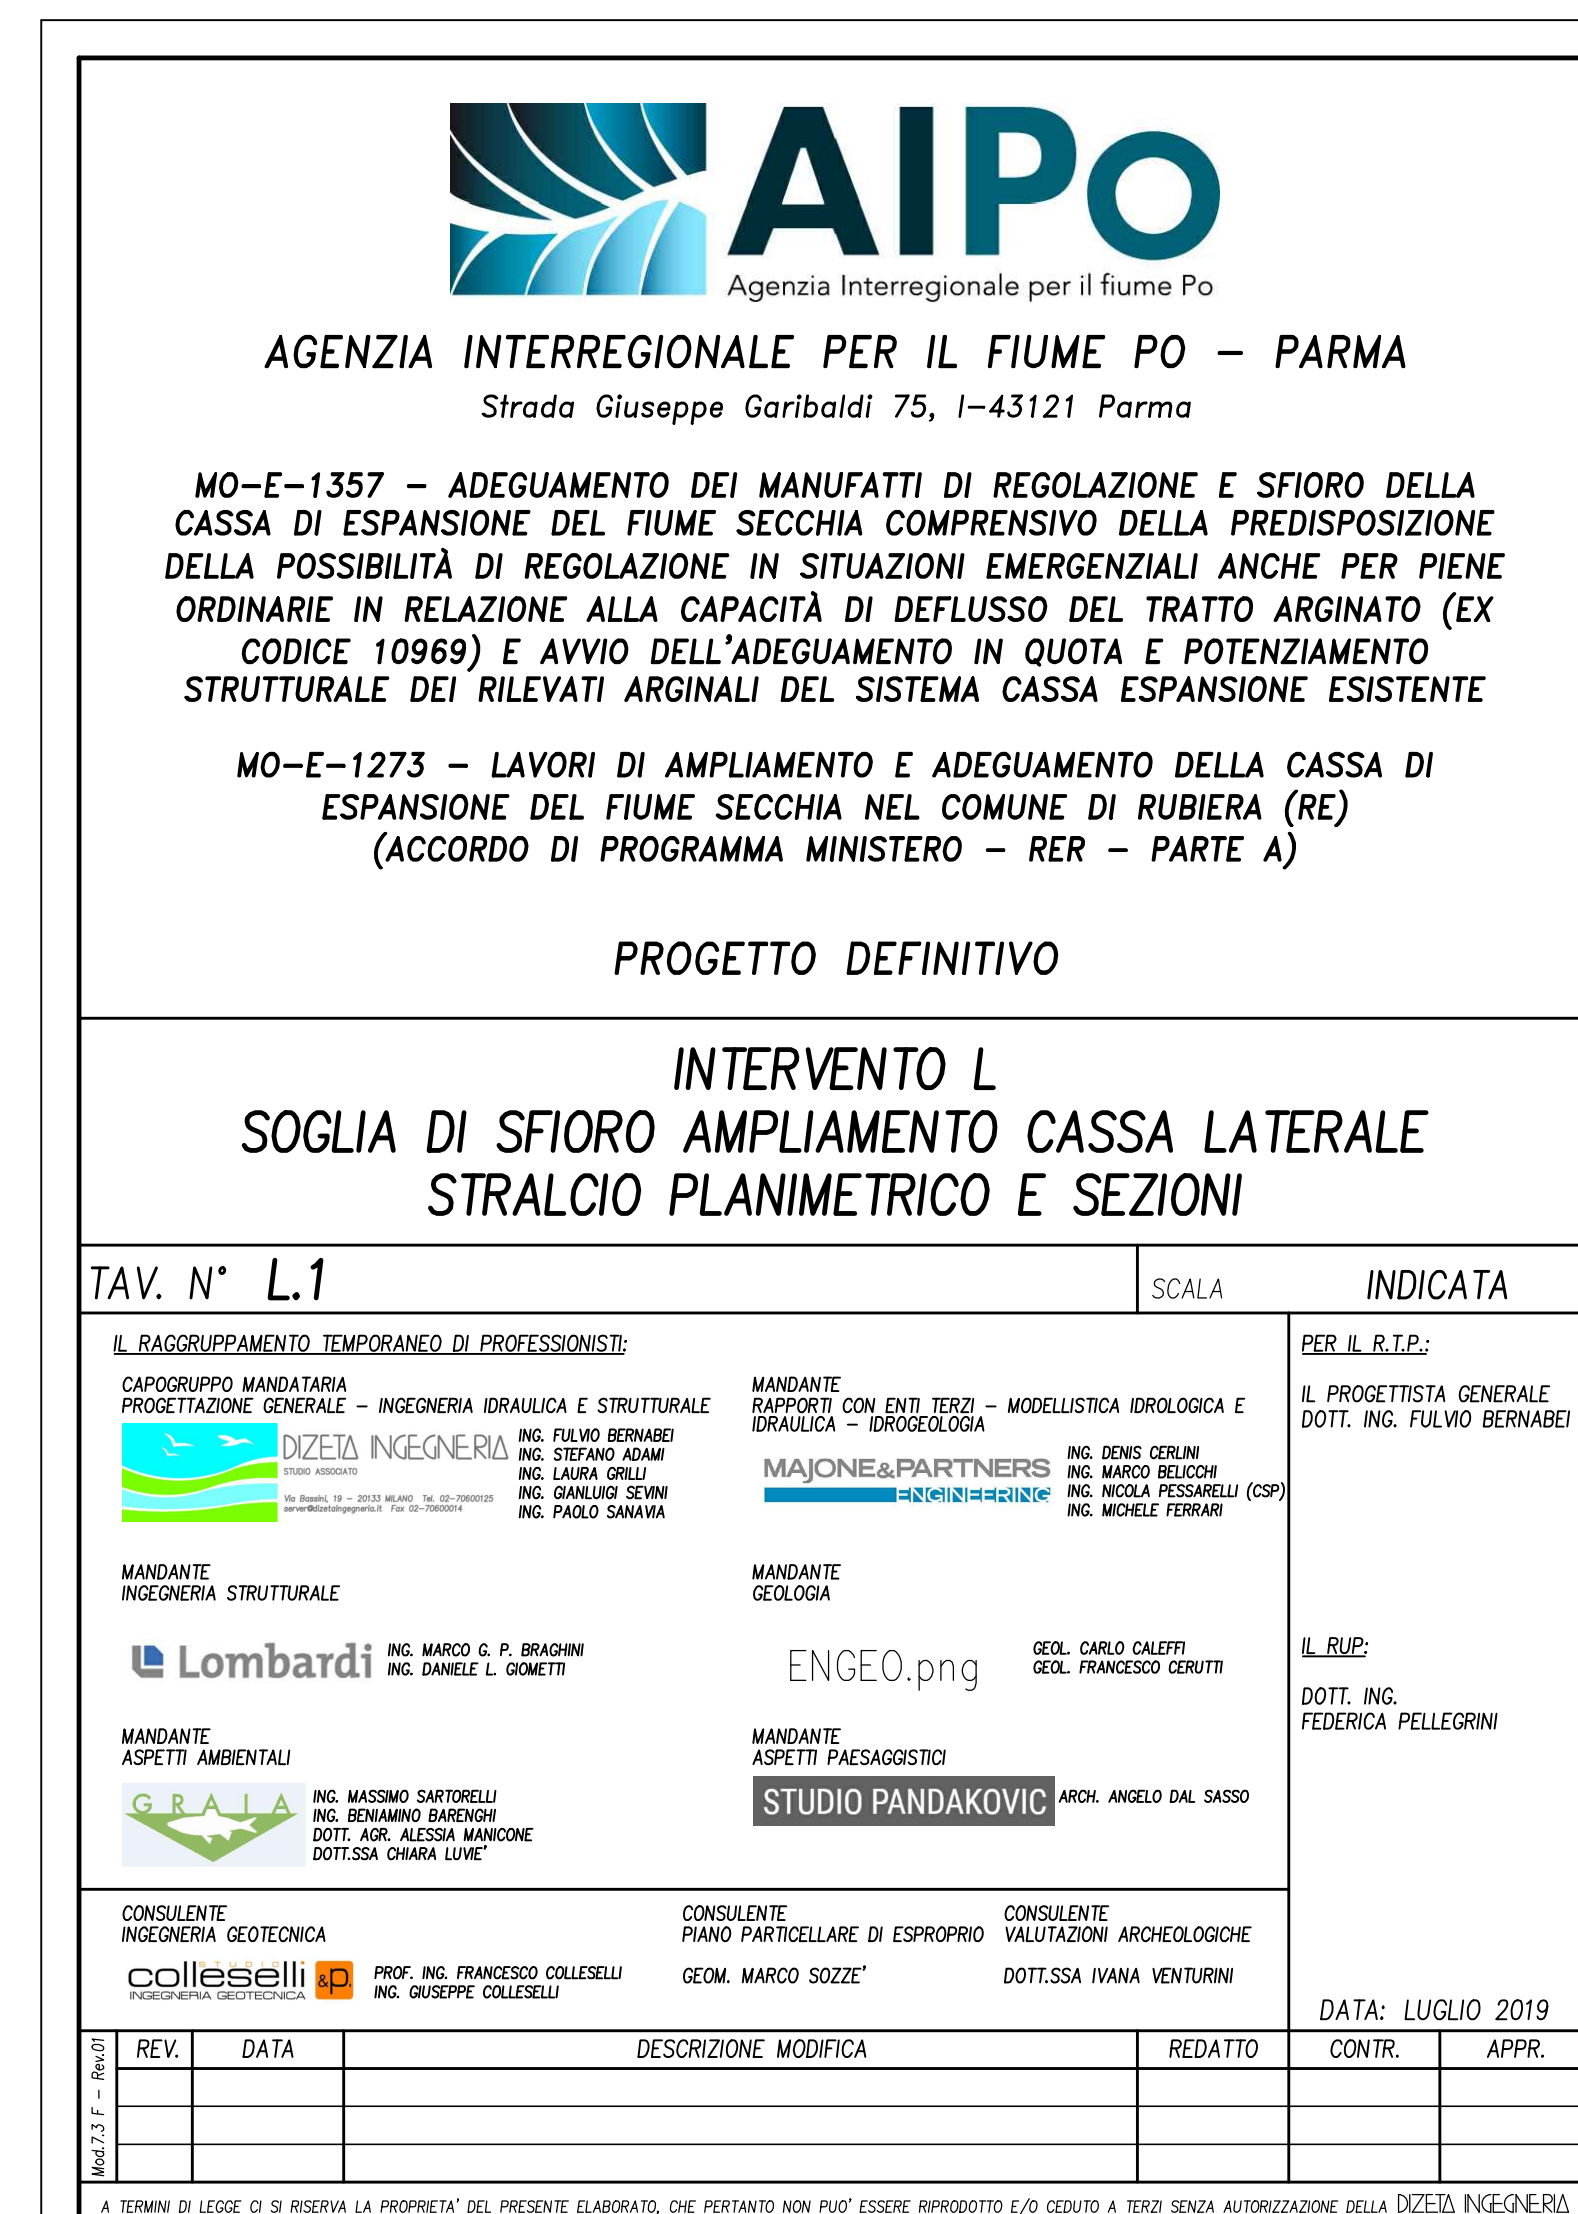 AIPo
Agenzia Interregionale per il fiume Po
AGENZIA INTERREGIONALE PER IL FIUME PO – PARMA
Strada Giuseppe Garibaldi 75, I–43121 Parma
MO–E–1357 – ADEGUAMENTO DEI MANUFATTI DI REGOLAZIONE E SFIORO DELLA
CASSA DI ESPANSIONE DEL FIUME SECCHIA COMPRENSIVO DELLA PREDISPOSIZIONE
DELLA POSSIBILITÀ DI REGOLAZIONE IN SITUAZIONI EMERGENZIALI ANCHE PER PIENE
ORDINARIE IN RELAZIONE ALLA CAPACITÀ DI DEFLUSSO DEL TRATTO ARGINATO (EX
CODICE 10969) E AVVIO DELL'ADEGUAMENTO IN QUOTA E POTENZIAMENTO
STRUTTURALE DEI RILEVATI ARGINALI DEL SISTEMA CASSA ESPANSIONE ESISTENTE
MO–E–1273 – LAVORI DI AMPLIAMENTO E ADEGUAMENTO DELLA CASSA DI
ESPANSIONE DEL FIUME SECCHIA NEL COMUNE DI RUBIERA (RE)
(ACCORDO DI PROGRAMMA MINISTERO – RER – PARTE A)
PROGETTO DEFINITIVO
INTERVENTO L
SOGLIA DI SFIORO AMPLIAMENTO CASSA LATERALE
STRALCIO PLANIMETRICO E SEZIONI
TAV. N° L.1
SCALA INDICATA
IL RAGGRUPPAMENTO TEMPORANEO DI PROFESSIONISTI:
CAPOGRUPPO MANDATARIA
PROGETTAZIONE GENERALE – INGEGNERIA IDRAULICA E STRUTTURALE
DIZETA INGEGNERIA
STUDIO ASSOCIATO
Via Bassini, 19 – 20133 MILANO Tel. 02–70600125
server@dizetaingegneria.it Fax 02–70600014
ING. FULVIO BERNABEI
ING. STEFANO ADAMI
ING. LAURA GRILLI
ING. GIANLUIGI SEVINI
ING. PAOLO SANAVIA
MANDANTE
RAPPORTI CON ENTI TERZI – MODELLISTICA IDROLOGICA E
IDRAULICA – IDROGEOLOGIA
MAJONE&PARTNERS
ENGINEERING
ING. DENIS CERLINI
ING. MARCO BELICCHI
ING. NICOLA PESSARELLI (CSP)
ING. MICHELE FERRARI
MANDANTE
INGEGNERIA STRUTTURALE
Lombardi
ING. MARCO G. P. BRAGHINI
ING. DANIELE L. GIOMETTI
MANDANTE
GEOLOGIA
ENGEO.png
GEOL. CARLO CALEFFI
GEOL. FRANCESCO CERUTTI
MANDANTE
ASPETTI AMBIENTALI
GRAIA
ING. MASSIMO SARTORELLI
ING. BENIAMINO BARENGHI
DOTT. AGR. ALESSIA MANICONE
DOTT.SSA CHIARA LUVIE'
MANDANTE
ASPETTI PAESAGGISTICI
STUDIO PANDAKOVIC
ARCH. ANGELO DAL SASSO
PER IL R.T.P.:
IL PROGETTISTA GENERALE
DOTT. ING. FULVIO BERNABEI
IL RUP:
DOTT. ING.
FEDERICA PELLEGRINI
CONSULENTE
INGEGNERIA GEOTECNICA
STUDIO
colleselli &p.
INGEGNERIA GEOTECNICA
PROF. ING. FRANCESCO COLLESELLI
ING. GIUSEPPE COLLESELLI
CONSULENTE
PIANO PARTICELLARE DI ESPROPRIO
GEOM. MARCO SOZZE'
CONSULENTE
VALUTAZIONI ARCHEOLOGICHE
DOTT.SSA IVANA VENTURINI
DATA: LUGLIO 2019
Mod.7.3 F – Rev.01
REV. DATA DESCRIZIONE MODIFICA REDATTO CONTR. APPR.
A TERMINI DI LEGGE CI SI RISERVA LA PROPRIETA' DEL PRESENTE ELABORATO, CHE PERTANTO NON PUO' ESSERE RIPRODOTTO E/O CEDUTO A TERZI SENZA AUTORIZZAZIONE DELLA DIZETA INGEGNERIA